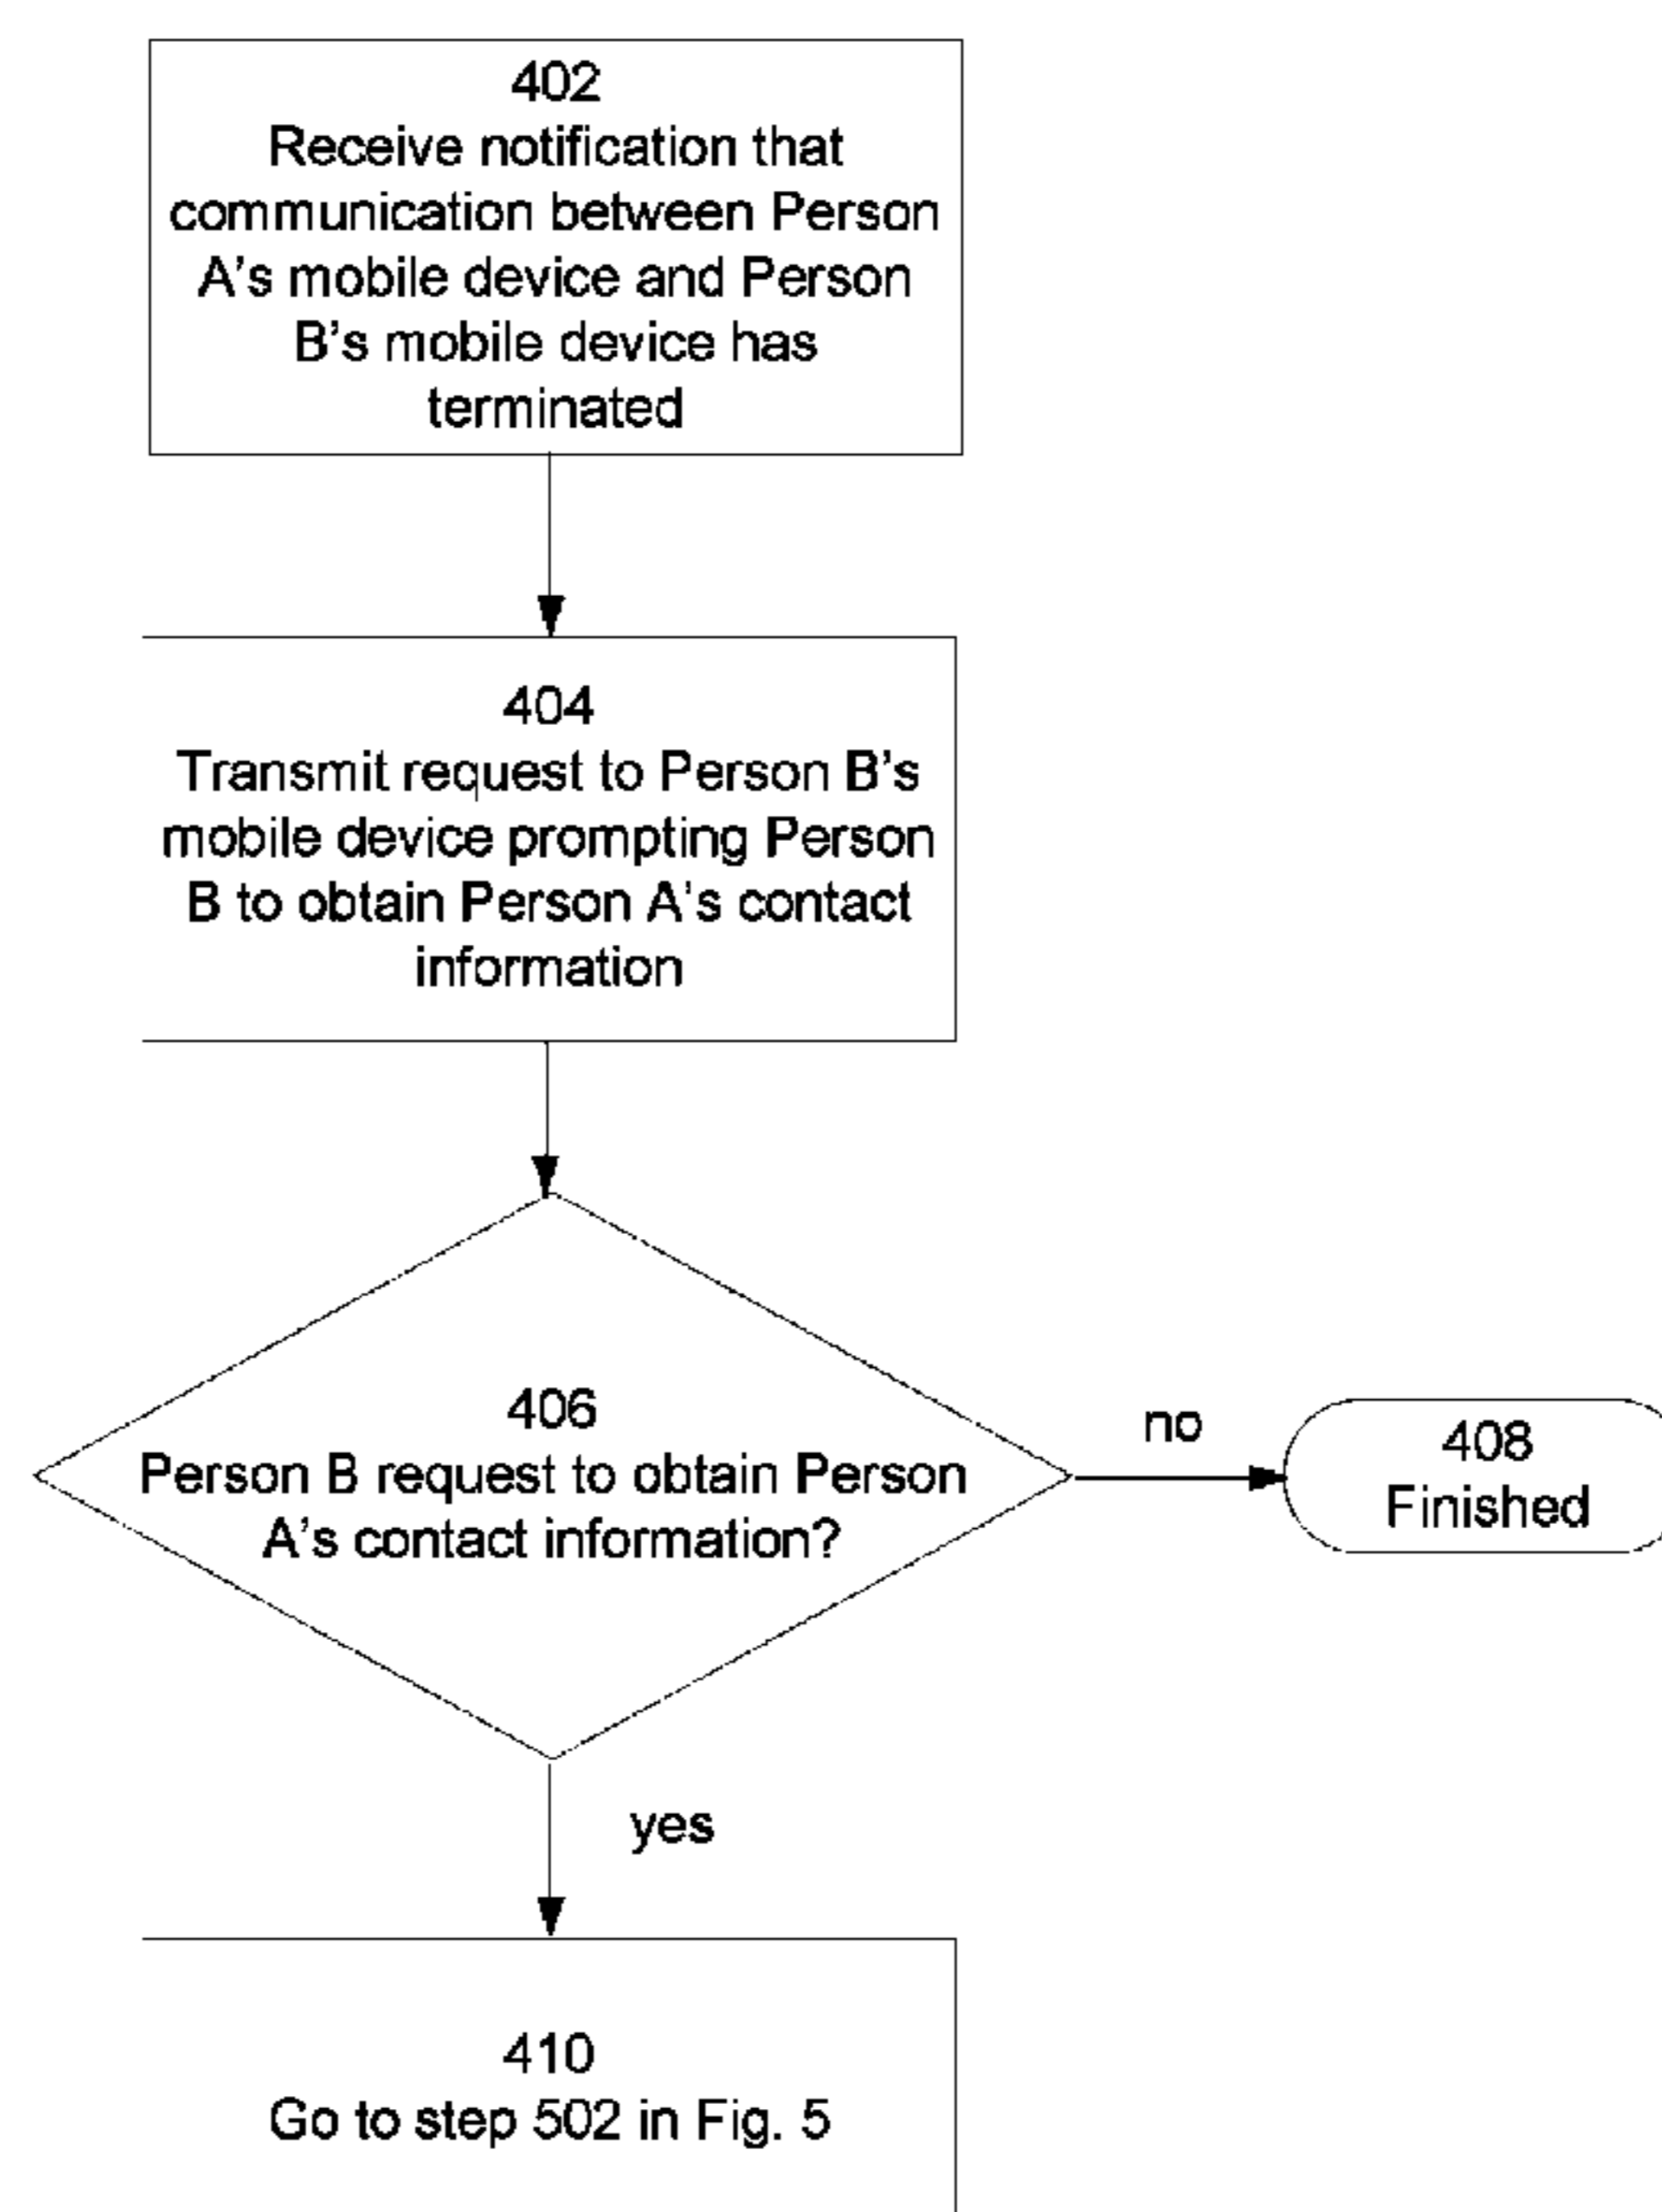 402
Receive notification that
communication between Person
A's mobile device and Person
B's mobile device has
terminated
404
Transmit request to Person B's
mobile device prompting Person
B to obtain Person A's contact
information
406
Person B request to obtain Person
A's contact information?
no
408
Finished
yes
410
Go to step 502 in Fig. 5